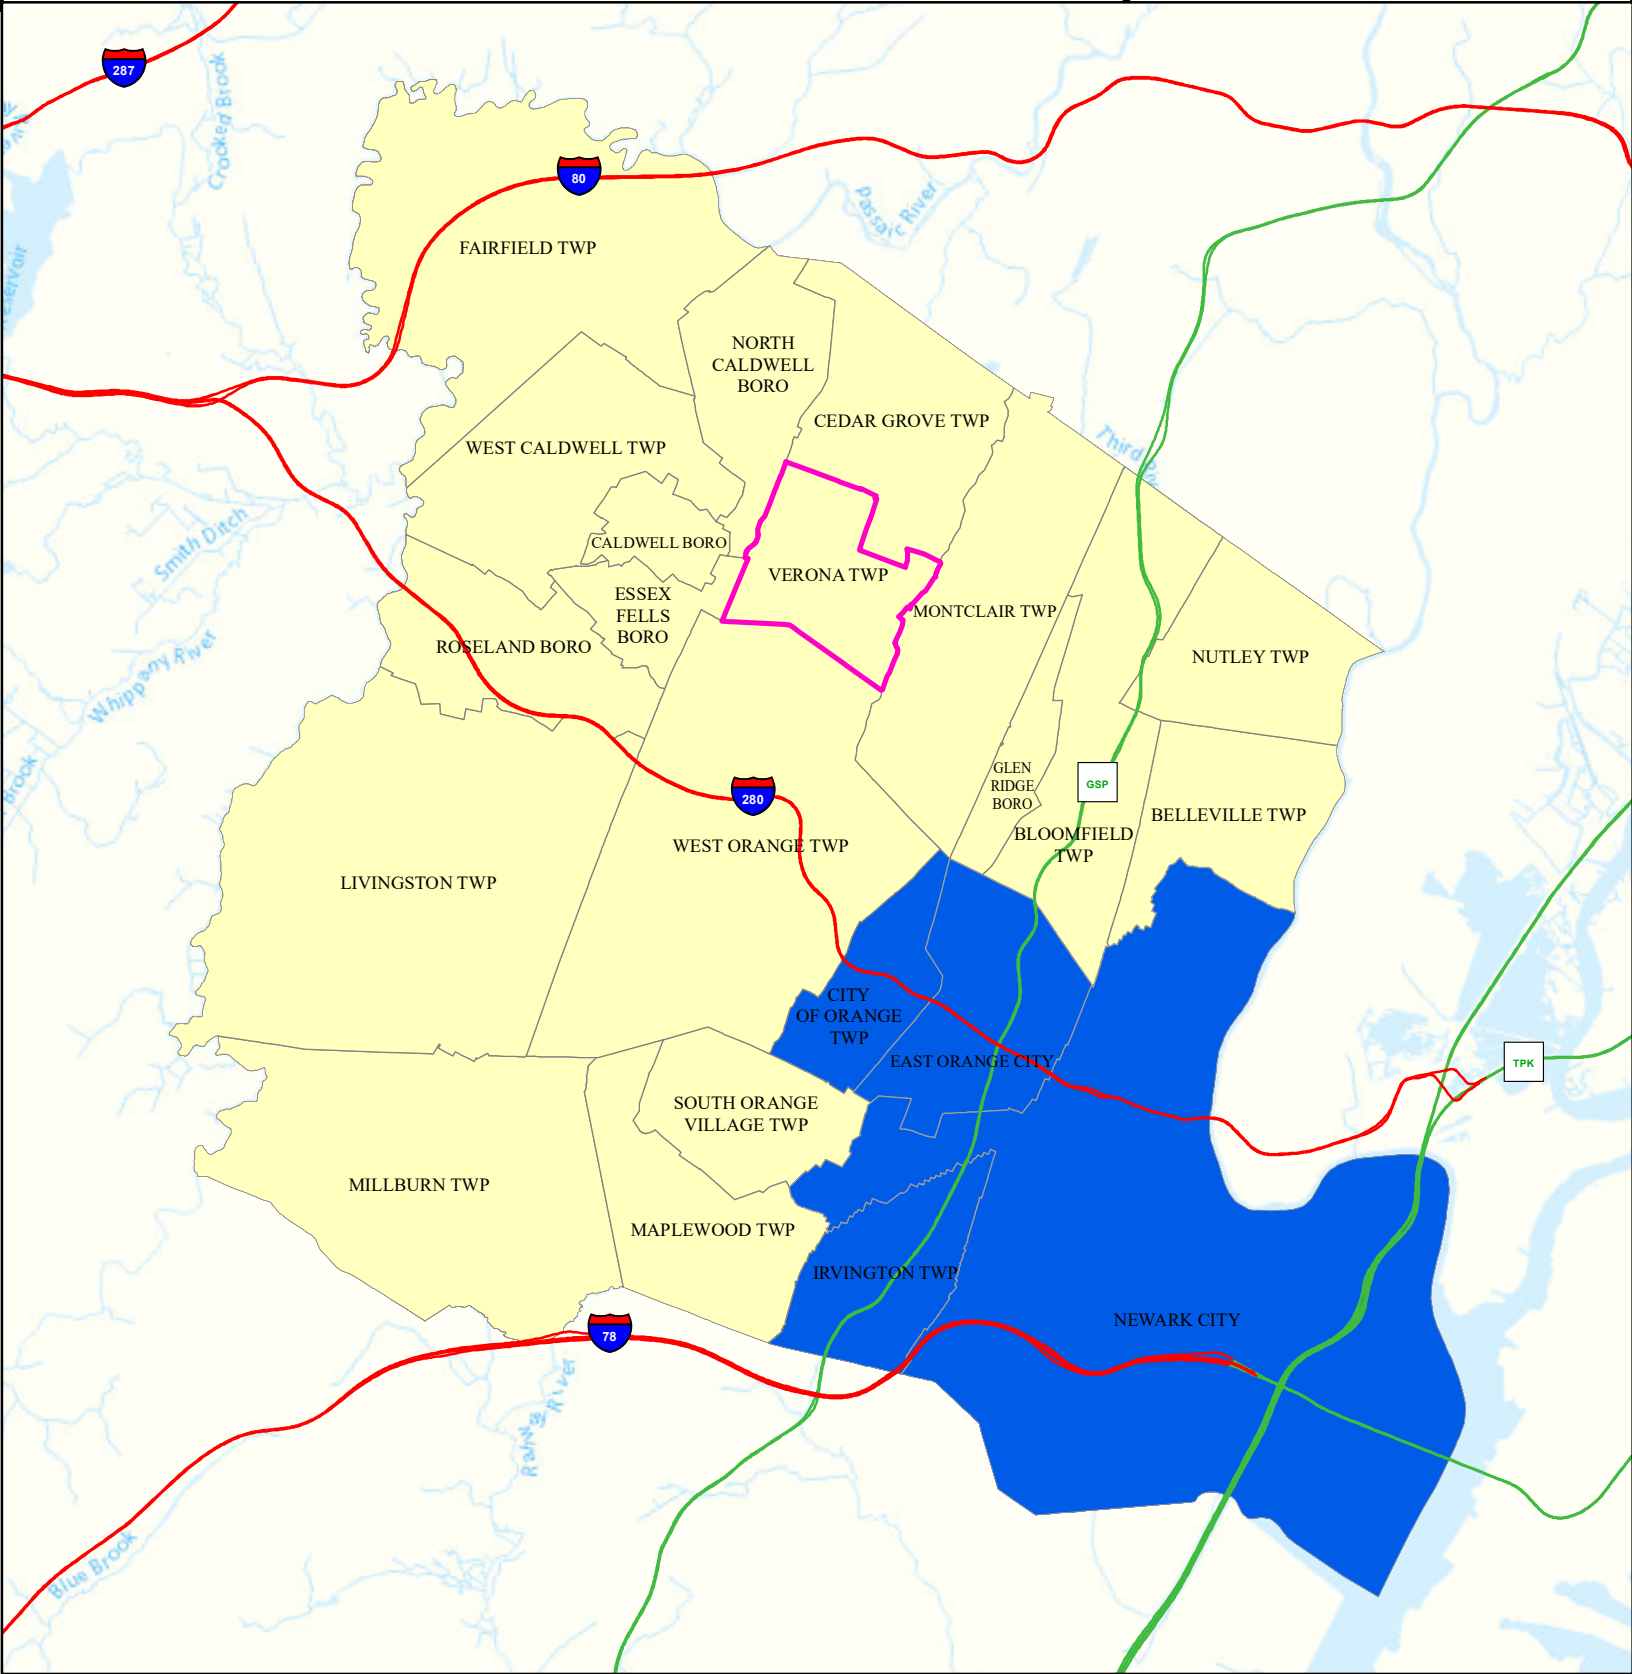 287
Crooked Brook
80
Passaic River
FAIRFIELD TWP
NORTH
CALDWELL
BORO
CEDAR GROVE TWP
WEST CALDWELL TWP
Smith Ditch
CALDWELL BORO
VERONA TWP
ESSEX
FELLS
BORO
MONTCLAIR TWP
ROSELAND BORO
NUTLEY TWP
Whippany River
Brook
GLEN
RIDGE
BORO
GSP
280
BELLEVILLE TWP
BLOOMFIELD
TWP
WEST ORANGE TWP
LIVINGSTON TWP
CITY
OF ORANGE
TWP
EAST ORANGE CITY
TPK
SOUTH ORANGE
VILLAGE TWP
MILLBURN TWP
MAPLEWOOD TWP
IRVINGTON TWP
NEWARK CITY
78
River
Blue Brook
Third